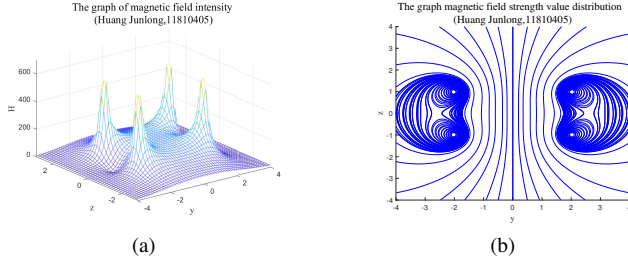 The graph of magnetic field intensity
(Huang Junlong,11810405)
H
600
400
200
0
2
0
-2
-4
z
-4
-2
0
2
4
y
(a)
The graph magnetic field strength value distribution
(Huang Junlong,11810405)
z
4
3
2
1
0
-1
-2
-3
-4
-4
-3
-2
-1
0
1
2
3
y
(b)